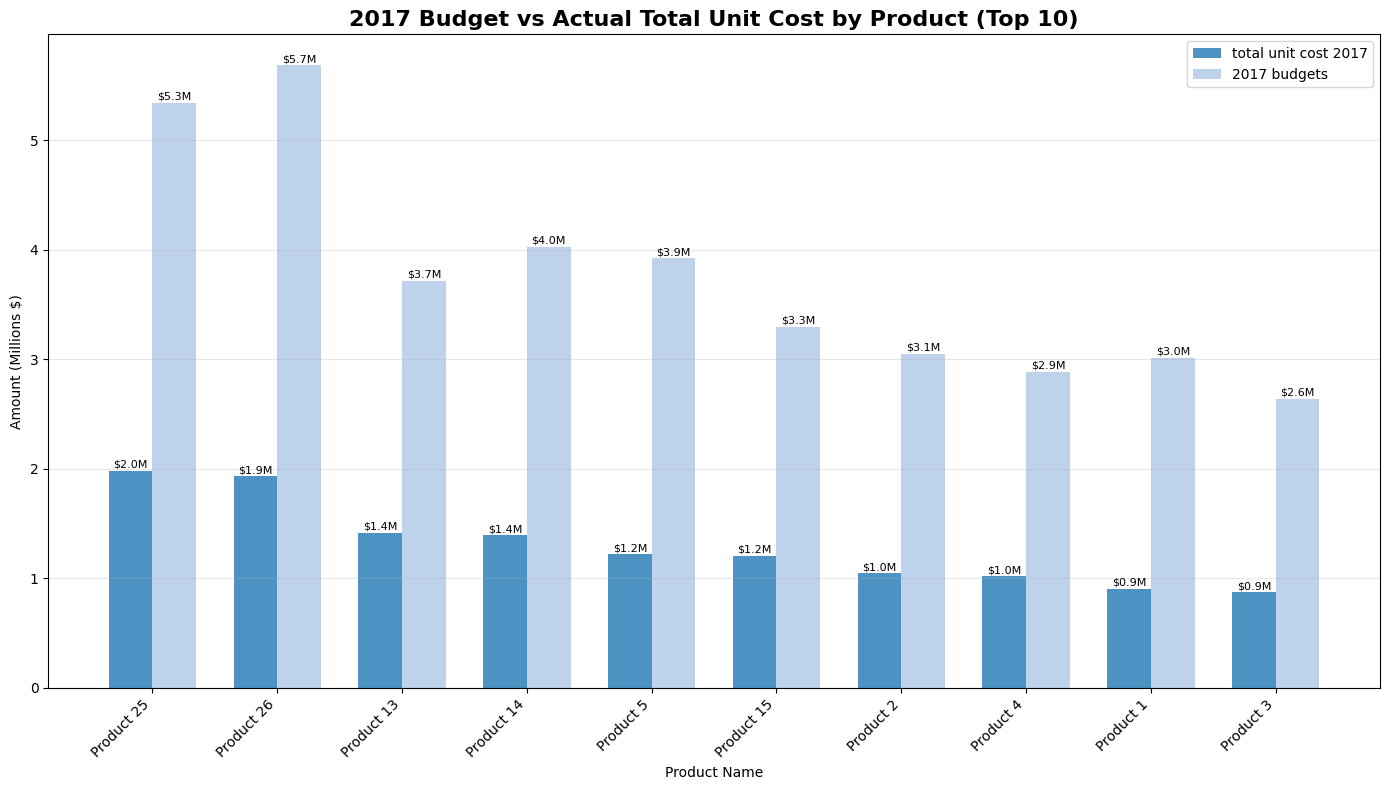 2017 Budget vs Actual Total Unit Cost by Product (Top 10)
total unit cost 2017
2017 budgets
Amount (Millions $)
5
4
3
2
1
0
$2.0M
$5.3M
$1.9M
$5.7M
$1.4M
$3.7M
$1.4M
$4.0M
$1.2M
$3.9M
$1.2M
$3.3M
$1.0M
$3.1M
$1.0M
$2.9M
$0.9M
$3.0M
$0.9M
$2.6M
Product 25
Product 26
Product 13
Product 14
Product 5
Product 15
Product 2
Product 4
Product 1
Product 3
Product Name